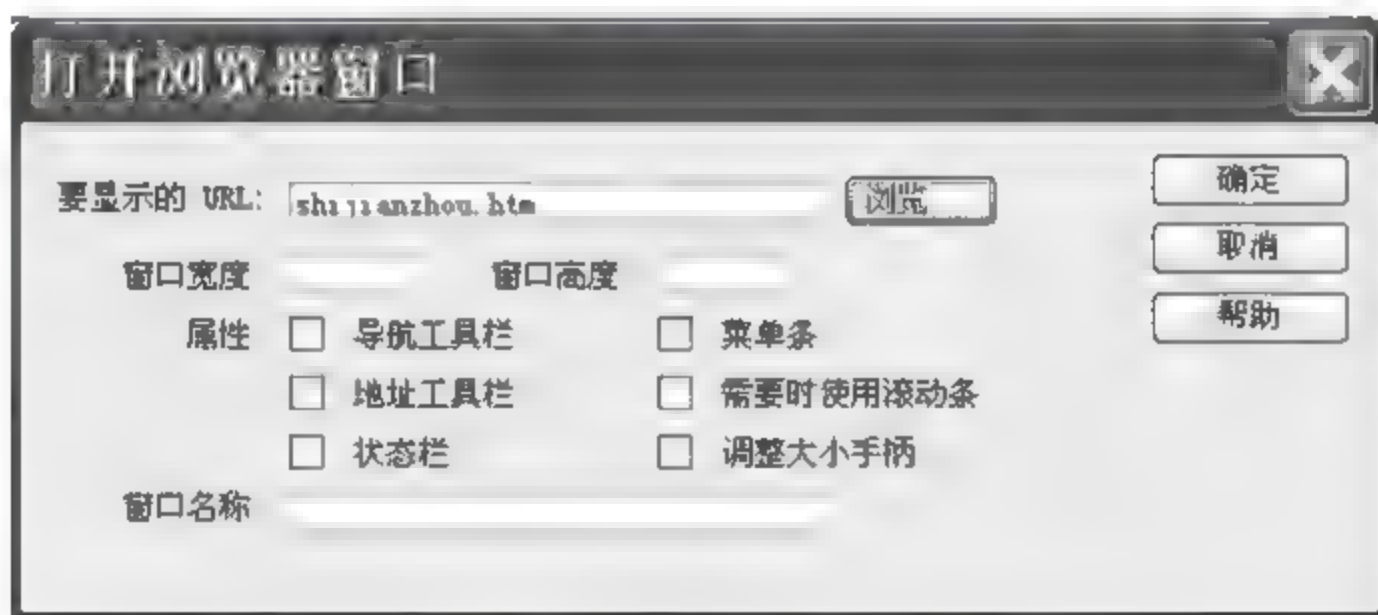 打开浏览器窗口
要显示的 URL: shijianzhou.htm 浏览 确定
取消
窗口宽度 窗口高度
帮助
属性 导航工具栏 菜单条
地址工具栏 需要时使用滚动条
状态栏 调整大小手柄
窗口名称